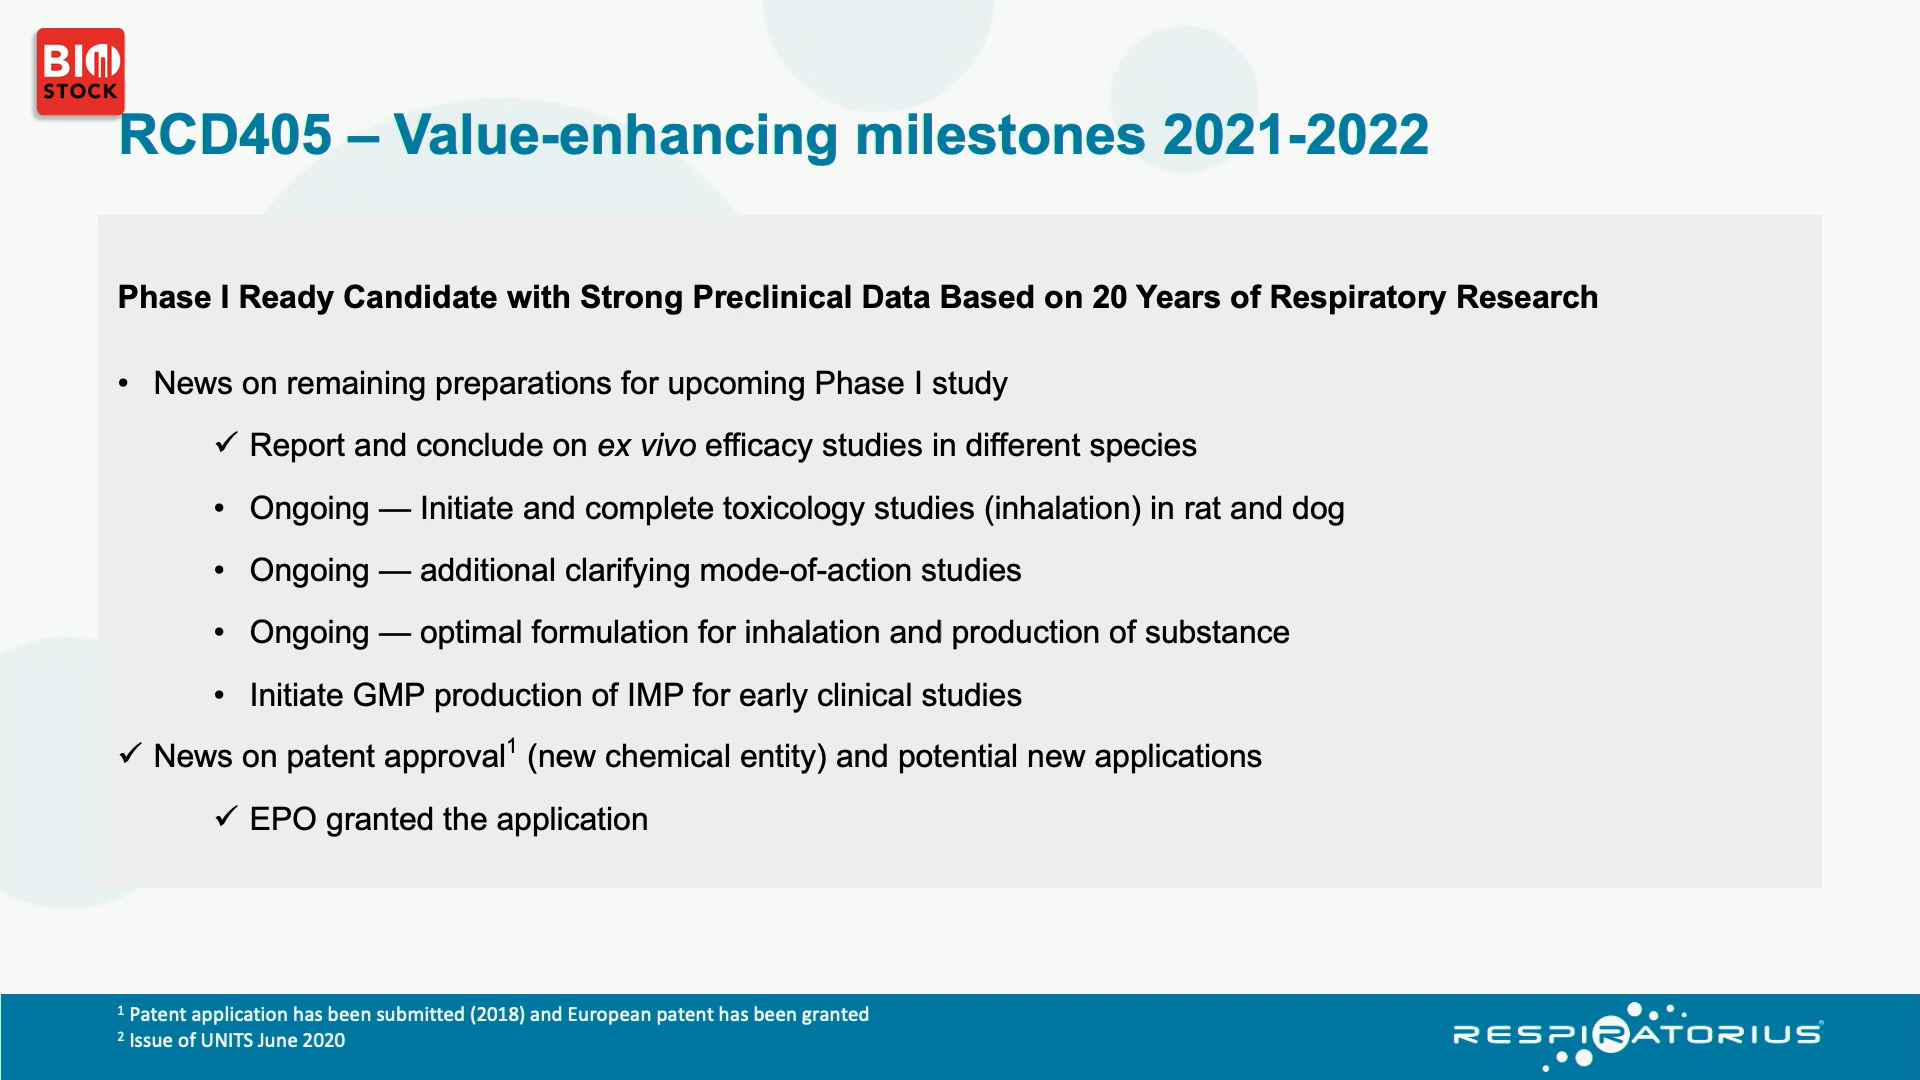 BIO
STOCK
RCD405 – Value-enhancing milestones 2021-2022
Phase I Ready Candidate with Strong Preclinical Data Based on 20 Years of Respiratory Research
• News on remaining preparations for upcoming Phase I study
✓ Report and conclude on ex vivo efficacy studies in different species
• Ongoing — Initiate and complete toxicology studies (inhalation) in rat and dog
• Ongoing — additional clarifying mode-of-action studies
• Ongoing — optimal formulation for inhalation and production of substance
• Initiate GMP production of IMP for early clinical studies
✓ News on patent approval¹ (new chemical entity) and potential new applications
✓ EPO granted the application
¹ Patent application has been submitted (2018) and European patent has been granted
² Issue of UNITS June 2020
RESPIRATORIUS®